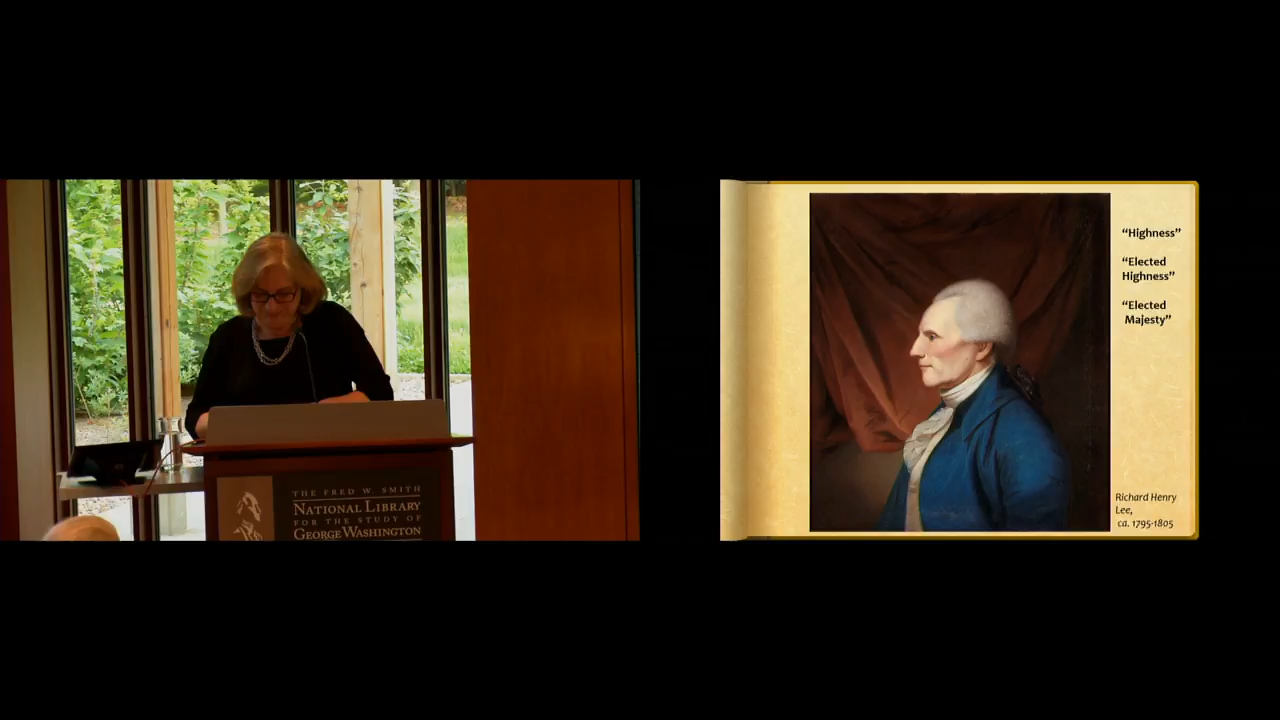 THE FRED W. SMITH
NATIONAL LIBRARY
FOR THE STUDY OF
GEORGE WASHINGTON
“Highness”
“Elected
Highness”
“Elected
Majesty”
Richard Henry
Lee,
ca. 1795-1805